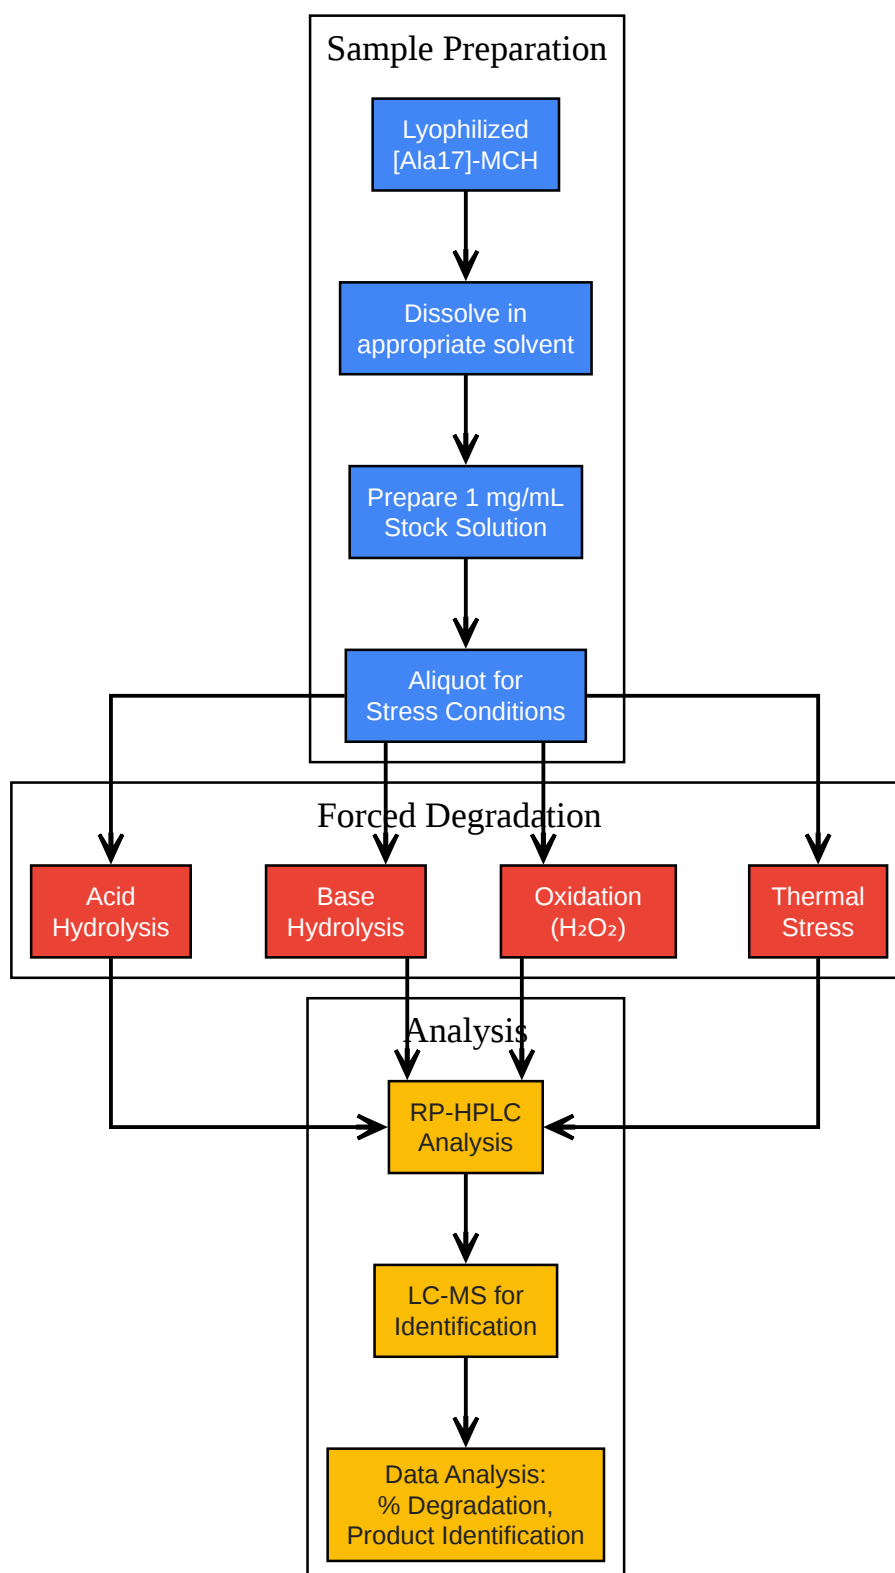 Sample Preparation
Lyophilized
[Ala17]-MCH
Dissolve in
appropriate solvent
Prepare 1 mg/mL
Stock Solution
Aliquot for
Stress Conditions
Forced Degradation
Acid
Hydrolysis
Base
Hydrolysis
Oxidation
(H₂O₂)
Thermal
Stress
Analysis
RP-HPLC
Analysis
LC-MS for
Identification
Data Analysis:
% Degradation,
Product Identification